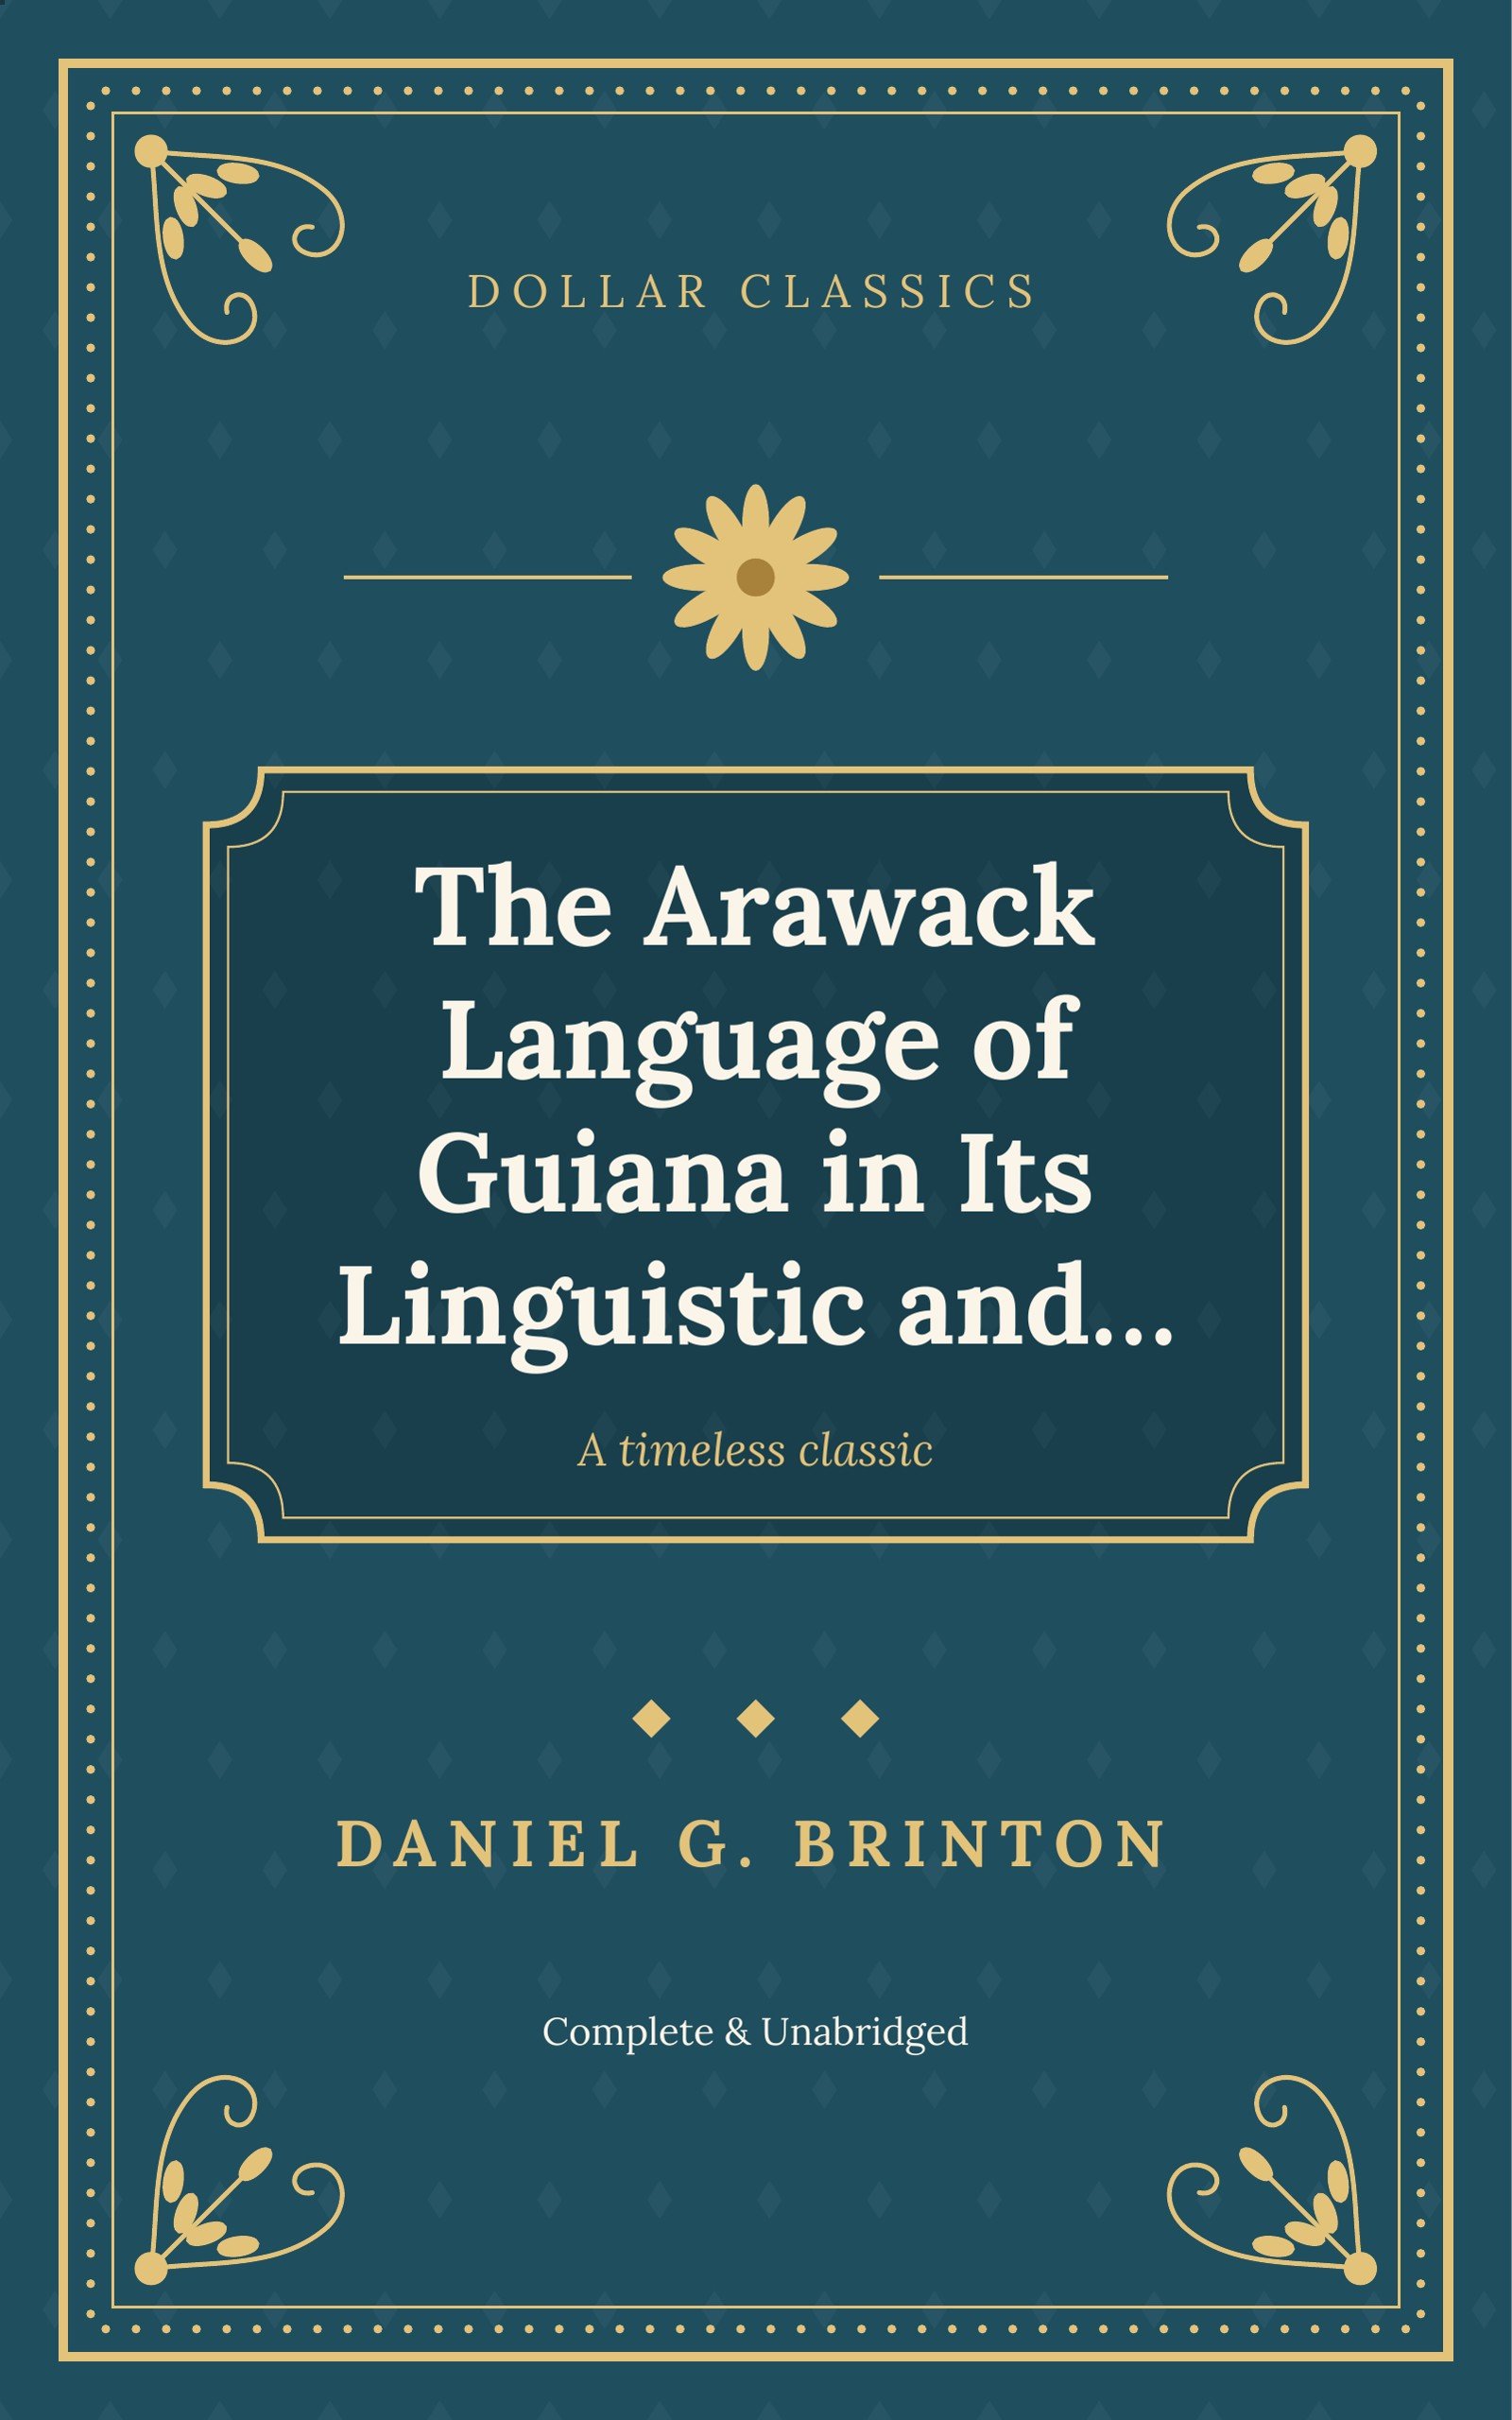 DOLLAR CLASSICS
The Arawack
Language of
Guiana in Its
Linguistic and...
A timeless classic
DANIEL G. BRINTON
Complete & Unabridged